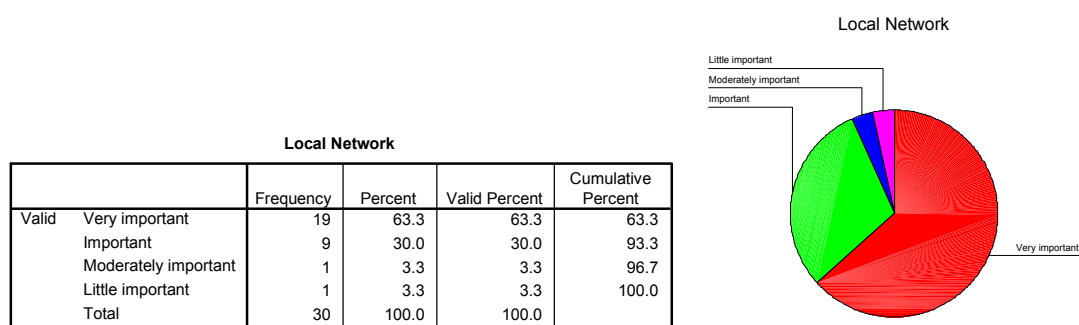 Local Network
Frequency Percent Valid Percent Cumulative Percent
Valid Very important 19 63.3 63.3 63.3
Important 9 30.0 30.0 93.3
Moderately important 1 3.3 3.3 96.7
Little important 1 3.3 3.3 100.0
Total 30 100.0 100.0
Local Network
Little important
Moderately important
Important
Very important